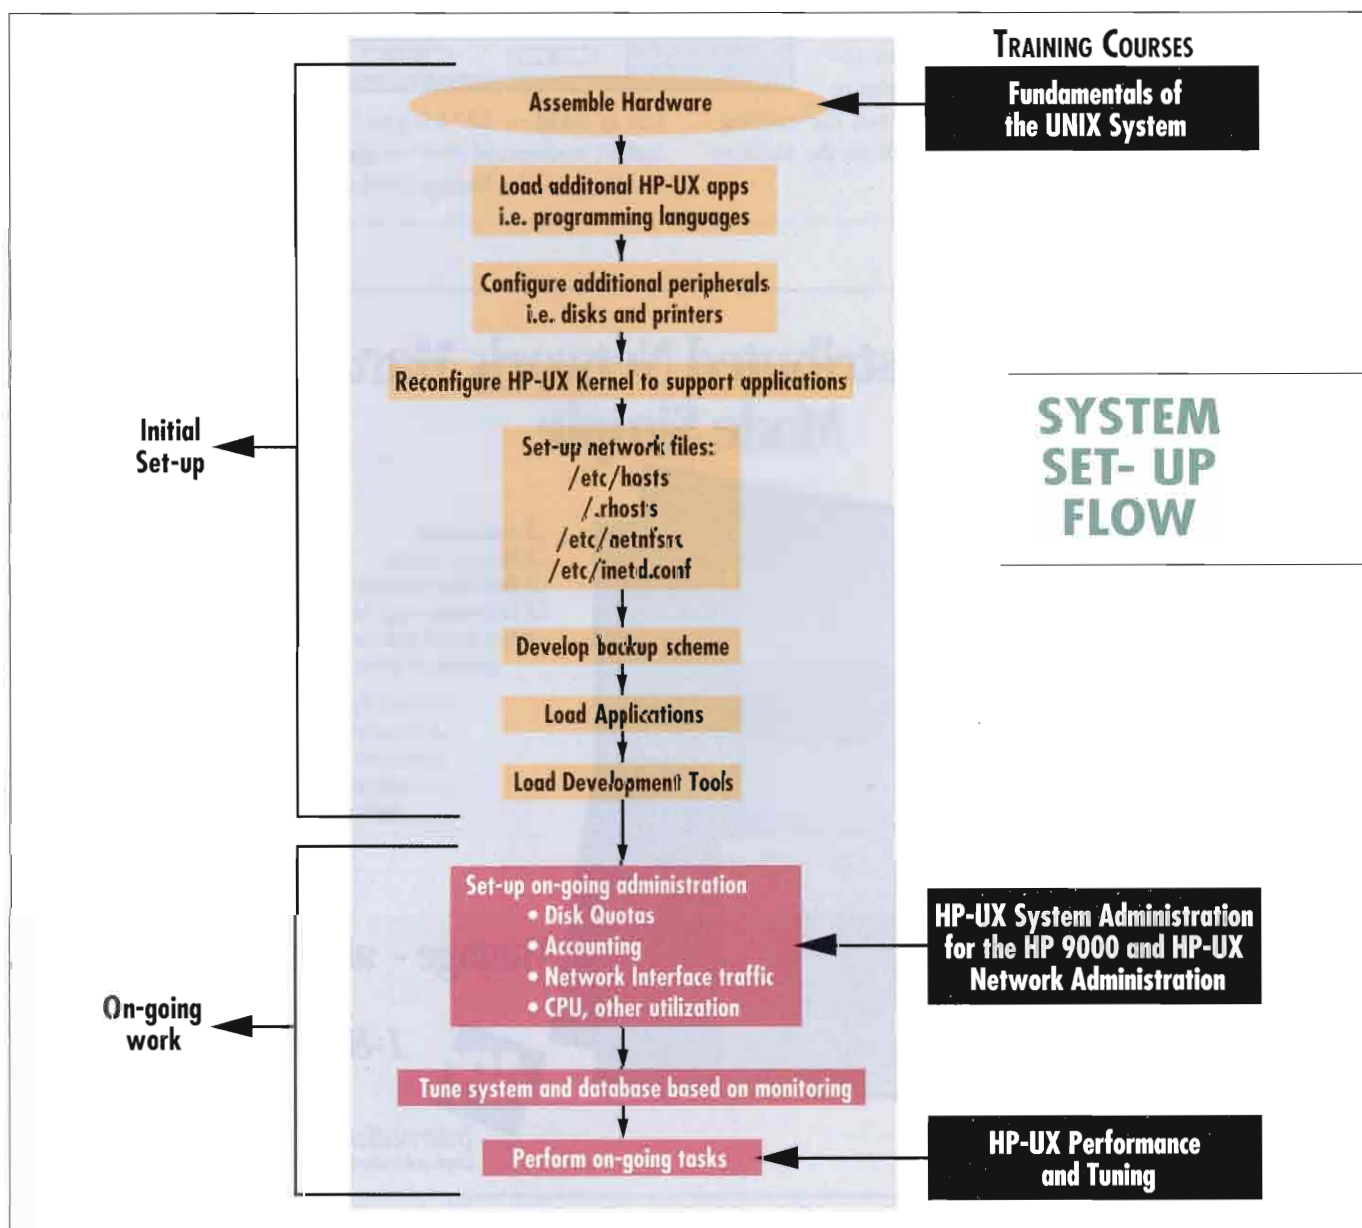 TRAINING COURSES
Assemble Hardware
Fundamentals of
the UNIX System
Load additonal HP-UX apps
i.e. programming languages
Configure additional peripherals
i.e. disks and printers
Reconfigure HP-UX Kernel to support applications
Initial
Set-up
Set-up network files:
/etc/hosts
/.rhosts
/etc/netnfsrc
/etc/inetd.conf
SYSTEM
SET- UP
FLOW
Develop backup scheme
Load Applications
Load Development Tools
On-going
work
Set-up on-going administration
• Disk Quotas
• Accounting
• Network Interface traffic
• CPU, other utilization
HP-UX System Administration
for the HP 9000 and HP-UX
Network Administration
Tune system and database based on monitoring
Perform on-going tasks
HP-UX Performance
and Tuning